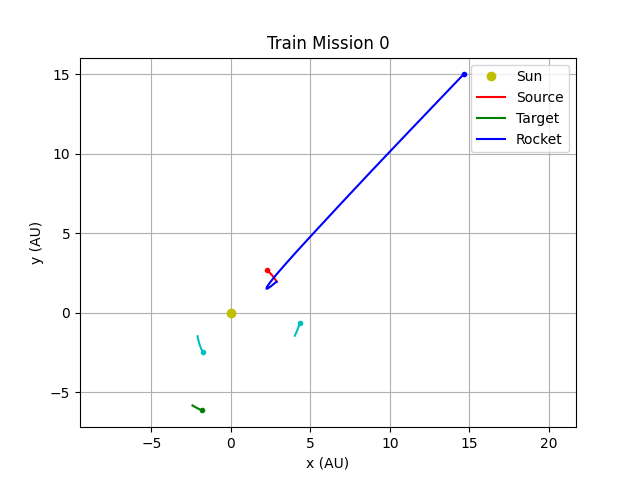 Train Mission 0
Sun
Source
Target
Rocket
15
10
5
0
−5
y (AU)
−5 0 5 10 15 20
x (AU)